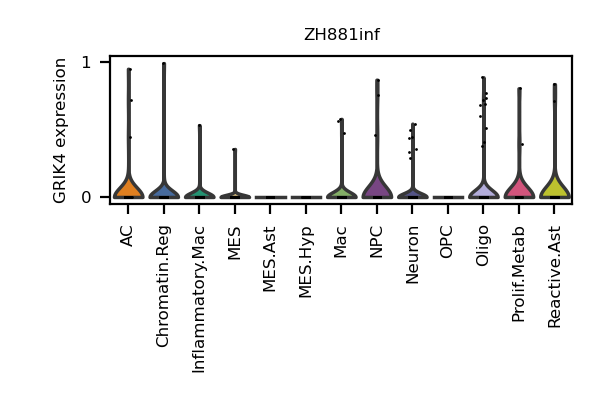 ZH881inf
GRIK4 expression
1
0
AC
Chromatin.Reg
Inflammatory.Mac
MES
MES.Ast
MES.Hyp
Mac
NPC
Neuron
OPC
Oligo
Prolif.Metab
Reactive.Ast